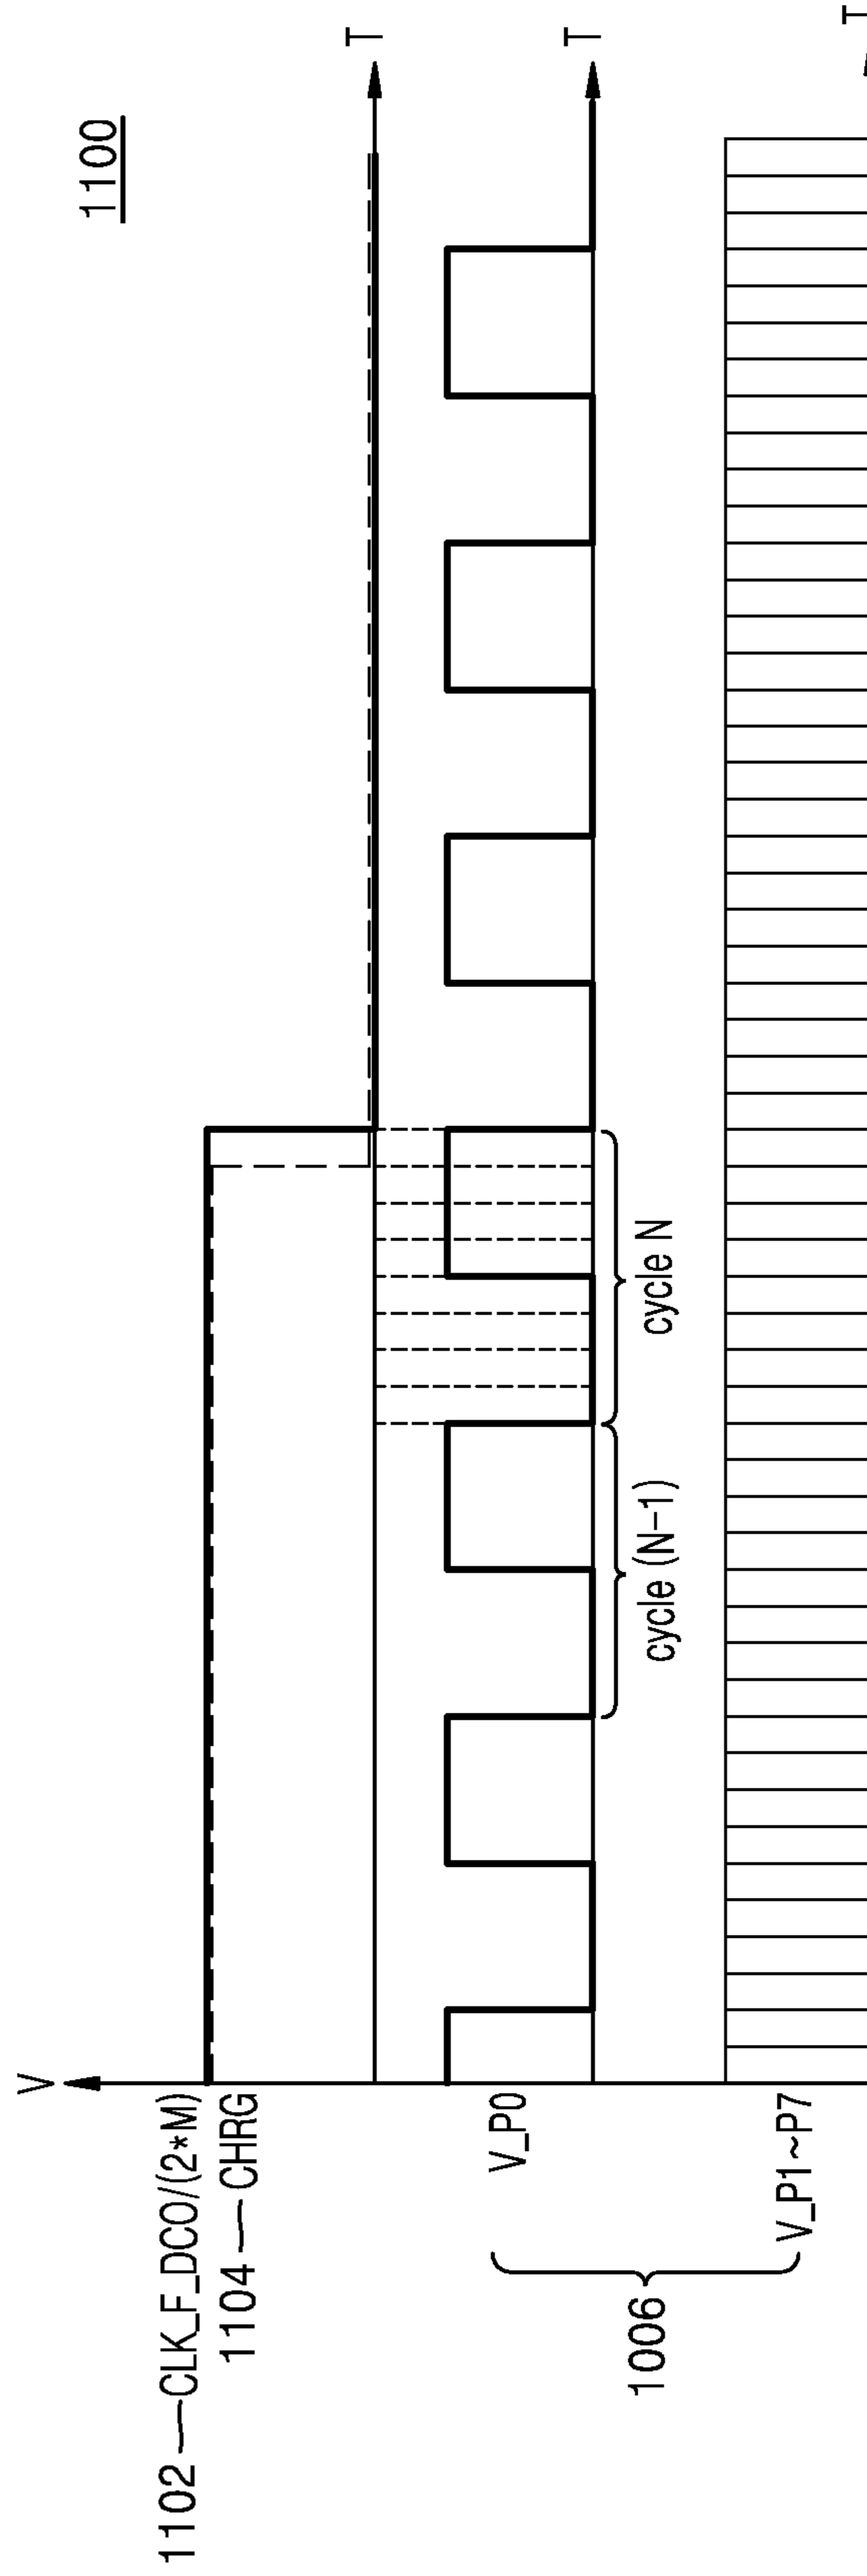 1100
V
1102 — CLK_F_DCO/(2*M)
1104 — CHRG
T
V_P0
T
cycle (N-1)
cycle N
1006
V_P1~P7
T